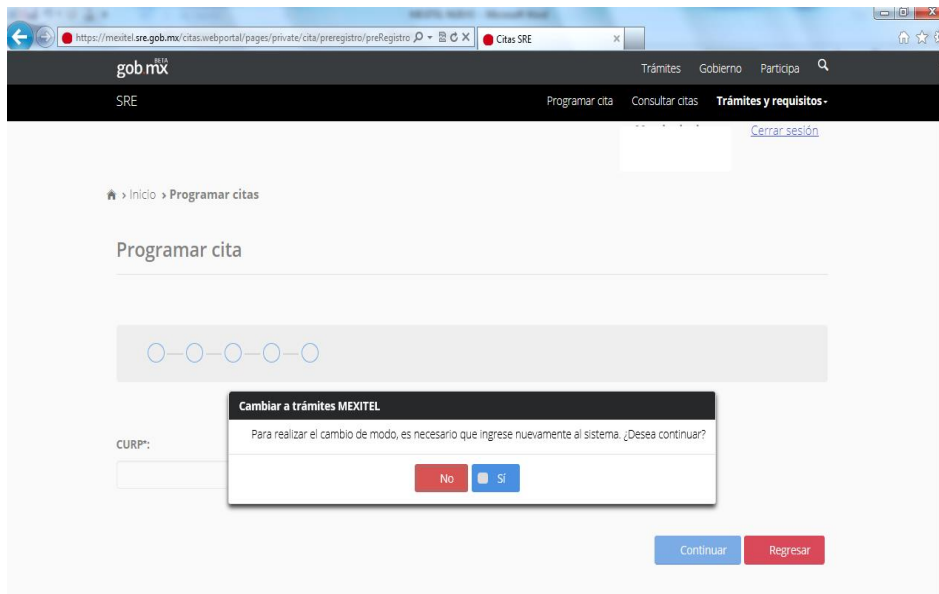 https://mexitel.sre.gob.mx/citas.webportal/pages/private/cita/preregistro/preRegistro
Citas SRE
gob mx BETA
Trámites Gobierno Participa
SRE
Programar cita Consultar citas Trámites y requisitos
Cerrar sesión
> Inicio > Programar citas
Programar cita
Cambiar a trámites MEXITEL
Para realizar el cambio de modo, es necesario que ingrese nuevamente al sistema. ¿Desea continuar?
CURP*:
No Sí
Continuar Regresar